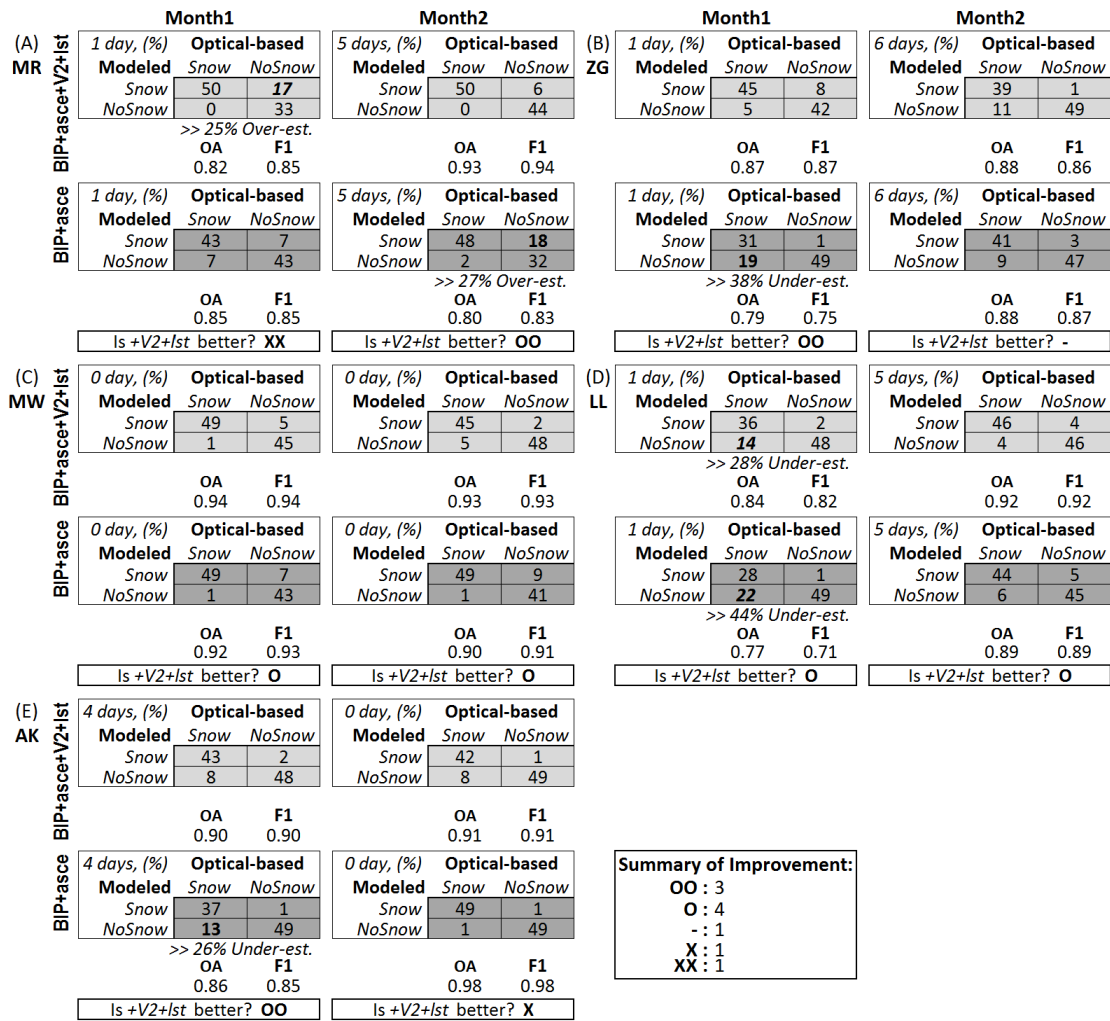 Month1 Month2 Month1 Month2
(A) MR
BIP+asce+V2+lst
1 day, (%) Optical-based
Modeled Snow NoSnow
Snow 50 17
NoSnow 0 33
>> 25% Over-est.
OA F1
0.82 0.85
5 days, (%) Optical-based
Modeled Snow NoSnow
Snow 50 6
NoSnow 0 44
OA F1
0.93 0.94
BIP+asce
1 day, (%) Optical-based
Modeled Snow NoSnow
Snow 43 7
NoSnow 7 43
OA F1
0.85 0.85
Is +V2+lst better? XX
5 days, (%) Optical-based
Modeled Snow NoSnow
Snow 48 18
NoSnow 2 32
>> 27% Over-est.
OA F1
0.80 0.83
Is +V2+lst better? OO
(B) ZG
1 day, (%) Optical-based
Modeled Snow NoSnow
Snow 45 8
NoSnow 5 42
OA F1
0.87 0.87
6 days, (%) Optical-based
Modeled Snow NoSnow
Snow 39 1
NoSnow 11 49
OA F1
0.88 0.86
1 day, (%) Optical-based
Modeled Snow NoSnow
Snow 31 1
NoSnow 19 49
>> 38% Under-est.
OA F1
0.79 0.75
Is +V2+lst better? OO
6 days, (%) Optical-based
Modeled Snow NoSnow
Snow 41 3
NoSnow 9 47
OA F1
0.88 0.87
Is +V2+lst better? -
(C) MW
BIP+asce+V2+lst
0 day, (%) Optical-based
Modeled Snow NoSnow
Snow 49 5
NoSnow 1 45
OA F1
0.94 0.94
0 day, (%) Optical-based
Modeled Snow NoSnow
Snow 45 2
NoSnow 5 48
OA F1
0.93 0.93
BIP+asce
0 day, (%) Optical-based
Modeled Snow NoSnow
Snow 49 7
NoSnow 1 43
OA F1
0.92 0.93
Is +V2+lst better? O
0 day, (%) Optical-based
Modeled Snow NoSnow
Snow 49 9
NoSnow 1 41
OA F1
0.90 0.91
Is +V2+lst better? O
(D) LL
1 day, (%) Optical-based
Modeled Snow NoSnow
Snow 36 2
NoSnow 14 48
>> 28% Under-est.
OA F1
0.84 0.82
5 days, (%) Optical-based
Modeled Snow NoSnow
Snow 46 4
NoSnow 4 46
OA F1
0.92 0.92
1 day, (%) Optical-based
Modeled Snow NoSnow
Snow 28 1
NoSnow 22 49
>> 44% Under-est.
OA F1
0.77 0.71
Is +V2+lst better? O
5 days, (%) Optical-based
Modeled Snow NoSnow
Snow 44 5
NoSnow 6 45
OA F1
0.89 0.89
Is +V2+lst better? O
(E) AK
BIP+asce+V2+lst
4 days, (%) Optical-based
Modeled Snow NoSnow
Snow 43 2
NoSnow 8 48
OA F1
0.90 0.90
0 day, (%) Optical-based
Modeled Snow NoSnow
Snow 42 1
NoSnow 8 49
OA F1
0.91 0.91
BIP+asce
4 days, (%) Optical-based
Modeled Snow NoSnow
Snow 37 1
NoSnow 13 49
>> 26% Under-est.
OA F1
0.86 0.85
Is +V2+lst better? OO
0 day, (%) Optical-based
Modeled Snow NoSnow
Snow 49 1
NoSnow 1 49
OA F1
0.98 0.98
Is +V2+lst better? X
Summary of Improvement:
OO : 3
O : 4
- : 1
X : 1
XX : 1